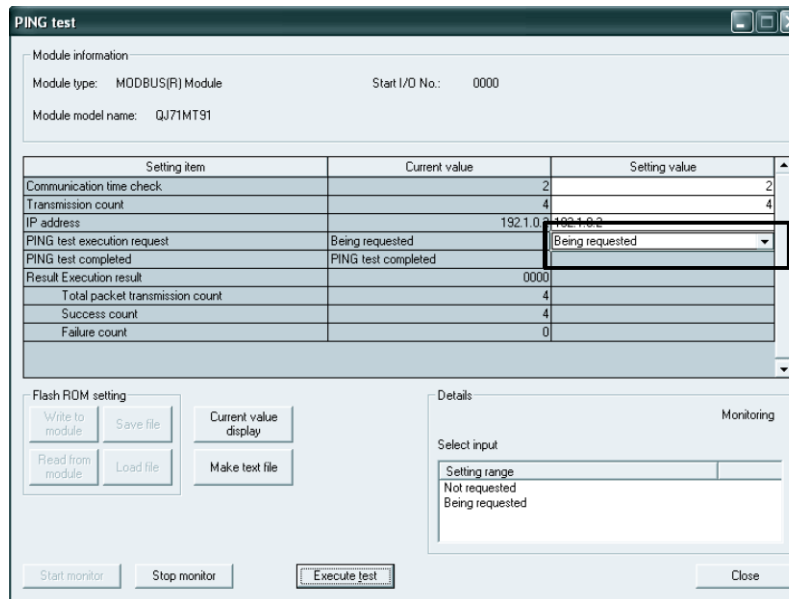 PING test
Module information
Module type: MODBUS(R) Module Start I/O No.: 0000
Module model name: QJ71MT91
Setting item Current value Setting value
Communication time check 2 2
Transmission count 4 4
IP address 192.1.0.2 192.1.0.2
PING test execution request Being requested Being requested
PING test completed PING test completed
Result Execution result 0000
Total packet transmission count 4
Success count 4
Failure count 0
Flash ROM setting Details
Write to module Save file Current value display Monitoring
Select input
Read from module Load file Make text file Setting range
Not requested
Being requested
Start monitor Stop monitor Execute test Close